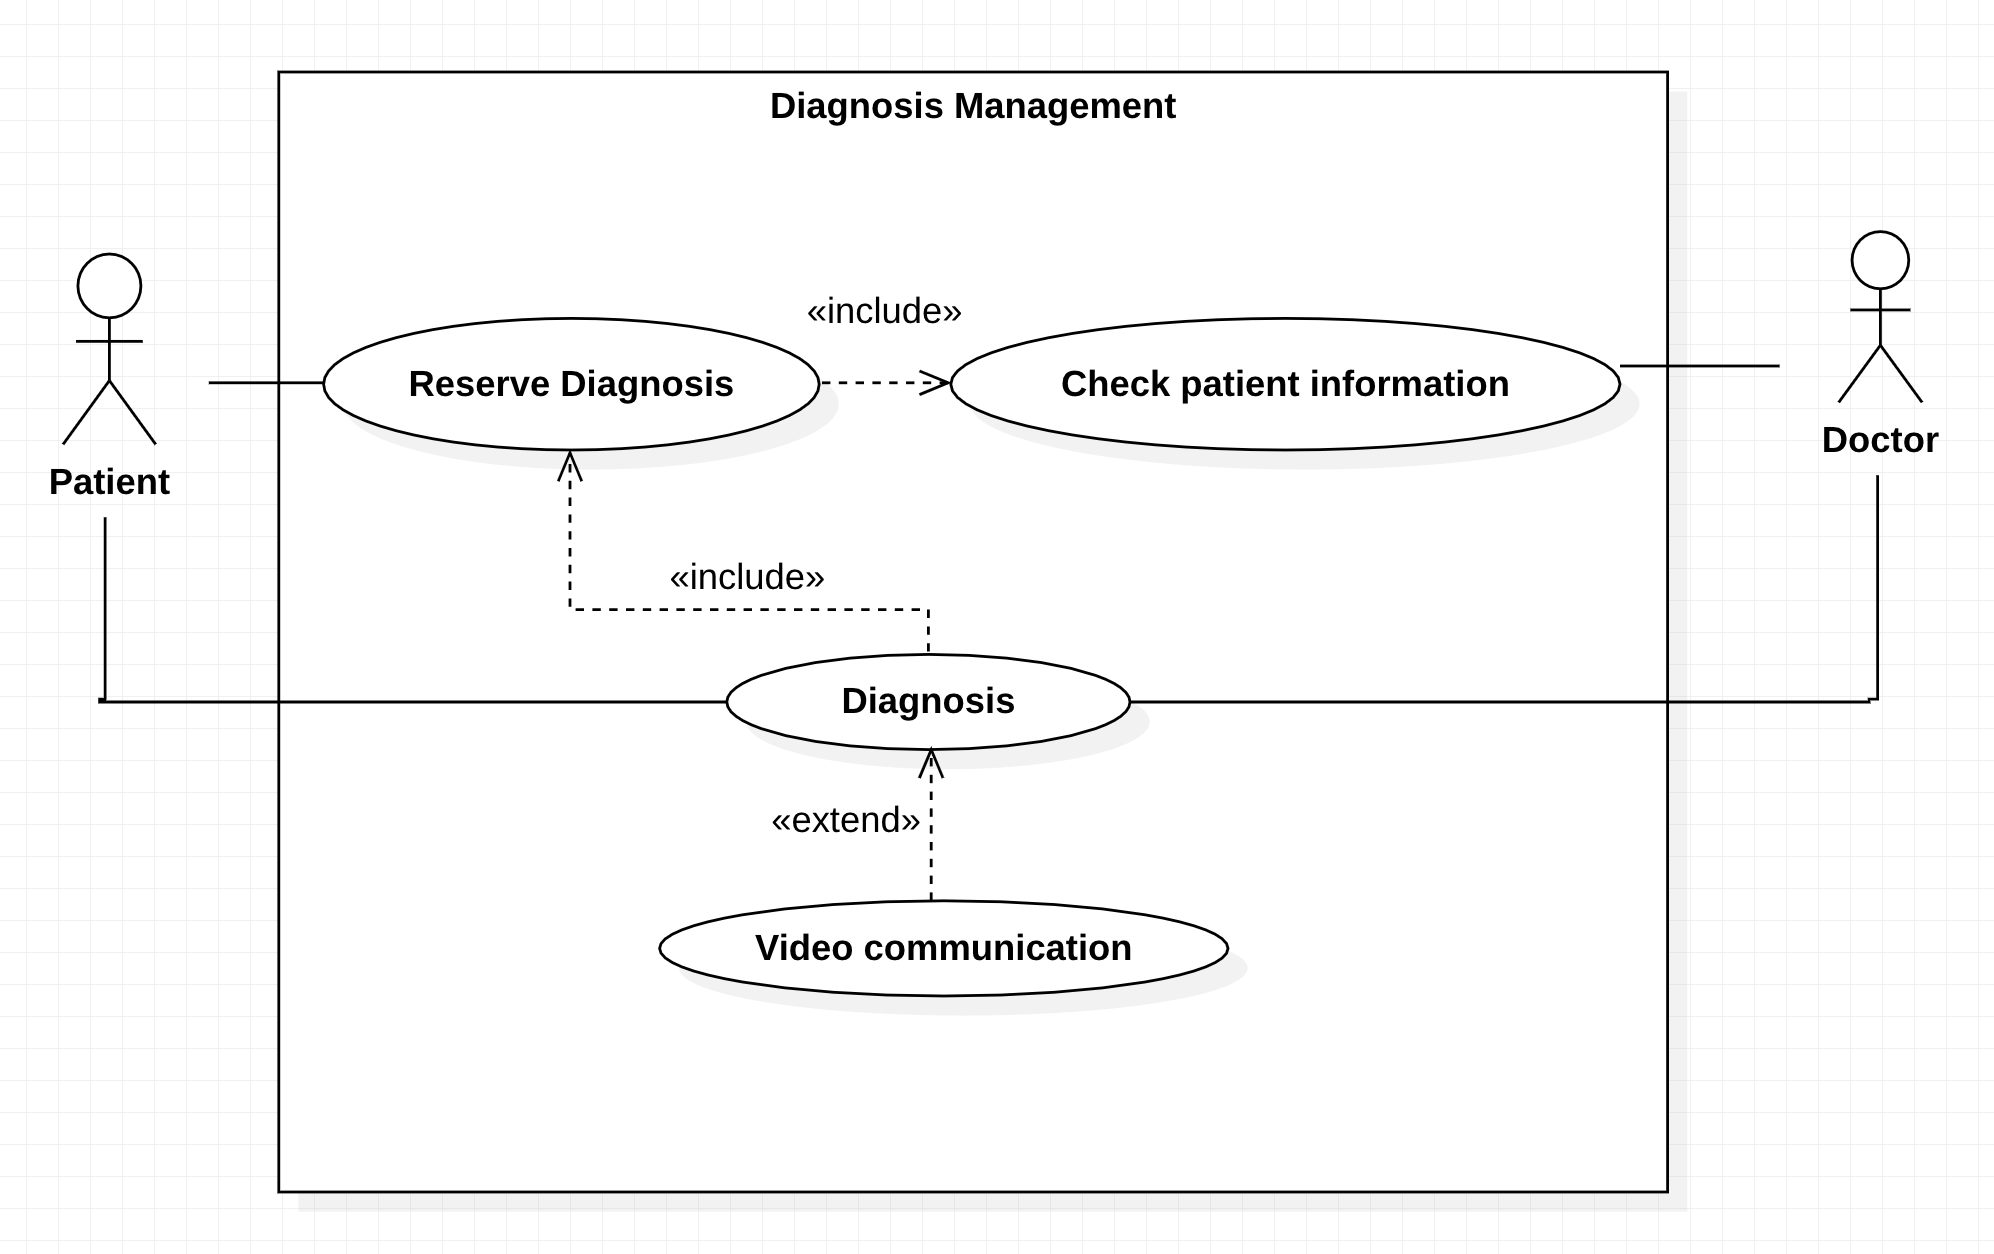 Diagnosis Management
«include»
Reserve Diagnosis
Check patient information
Doctor
Patient
«include»
Diagnosis
«extend»
Video communication